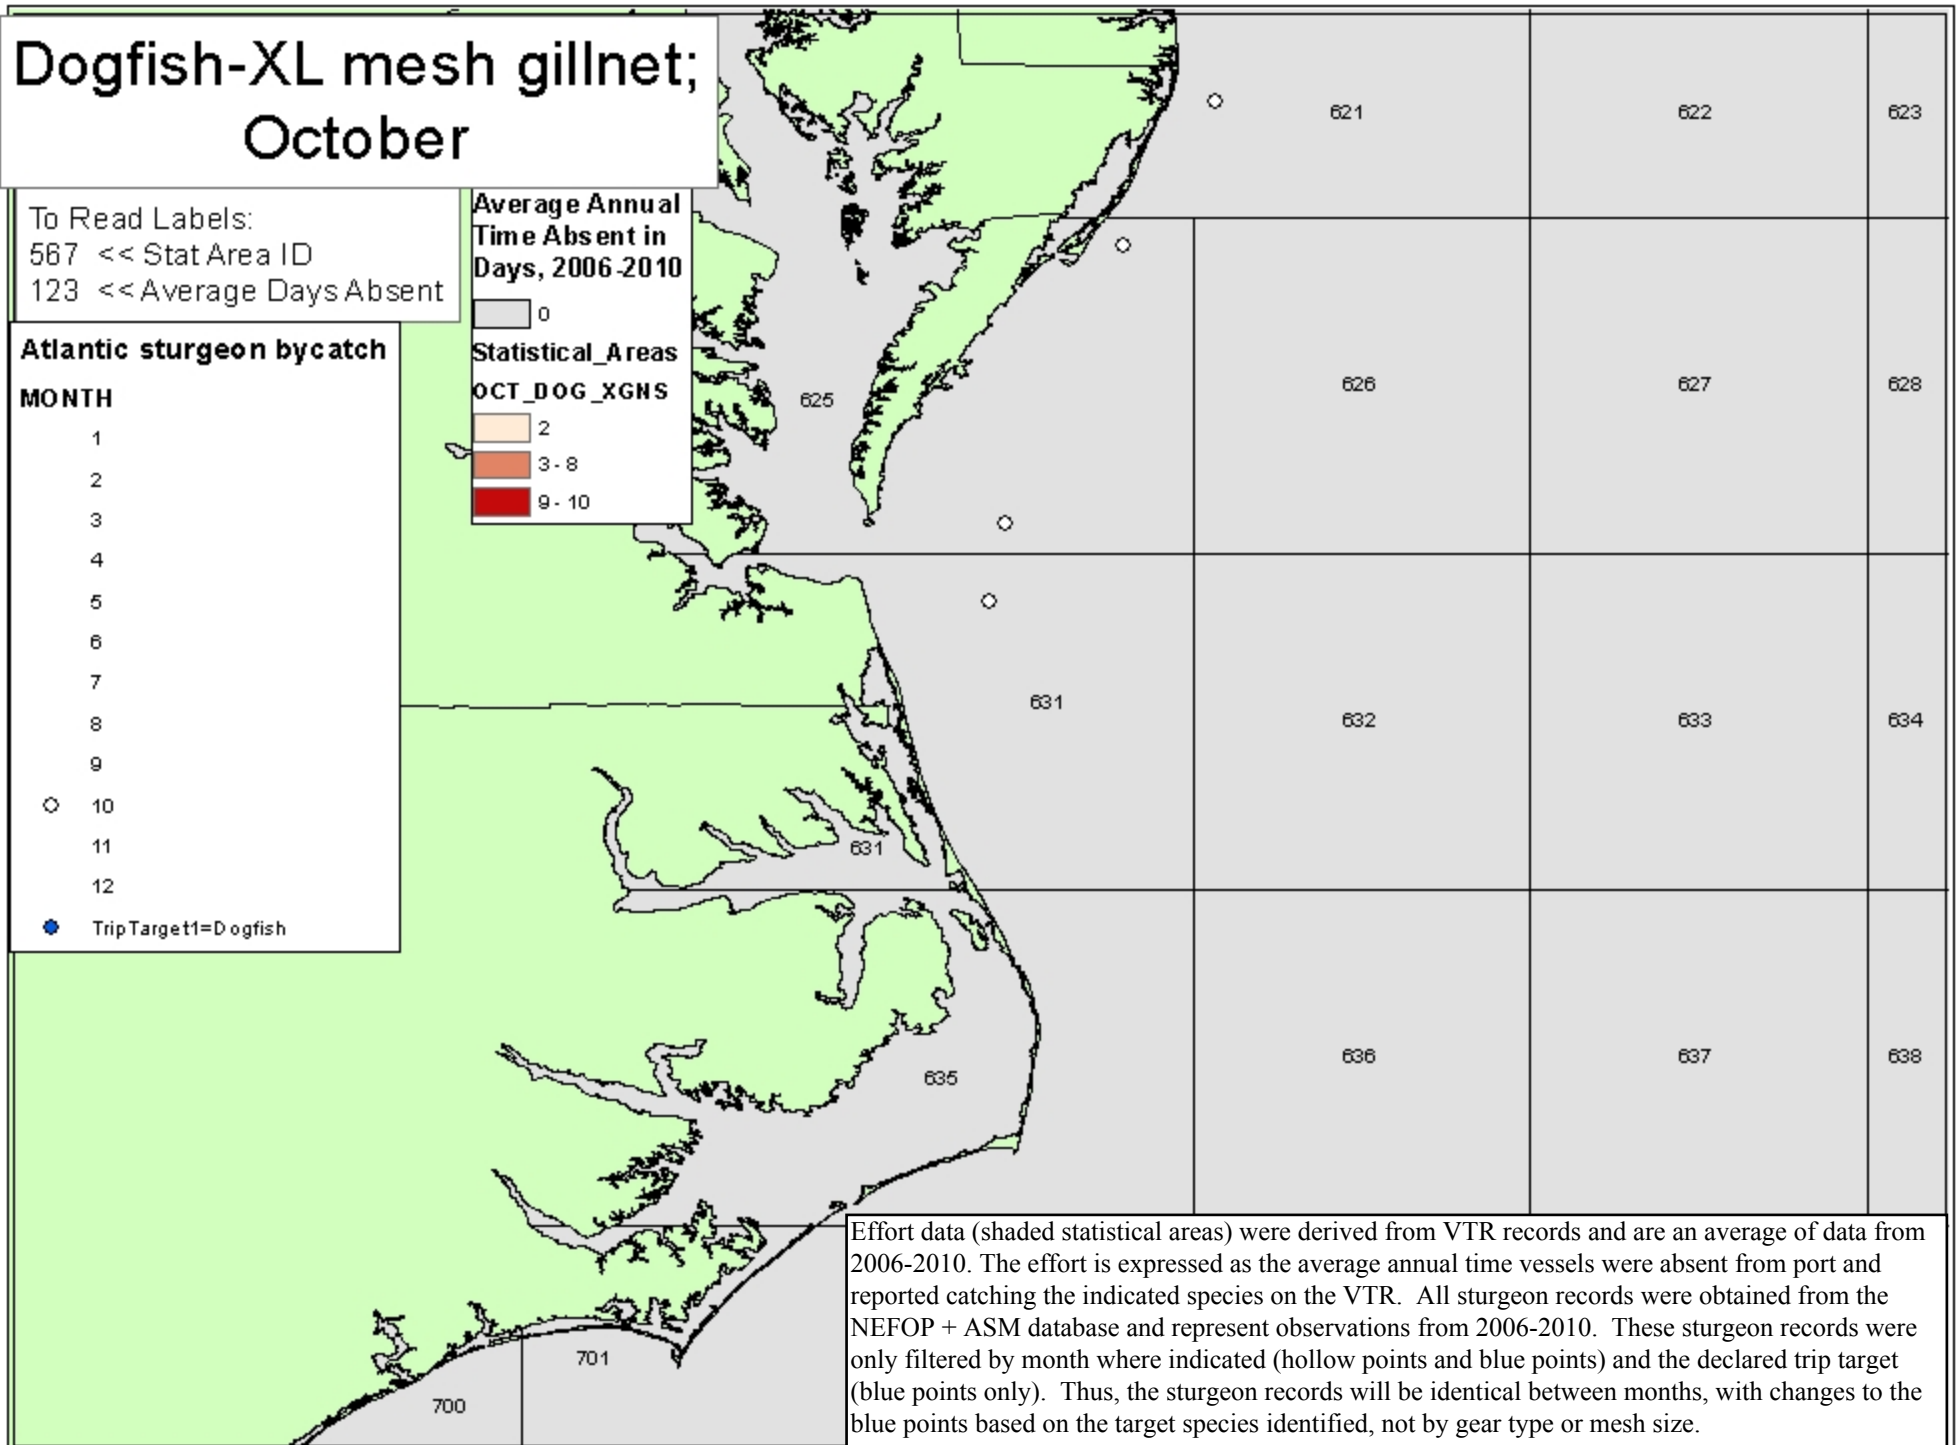 Dogfish-XL mesh gillnet;
October
To Read Labels:
567 << Stat Area ID
123 << Average Days Absent
Average Annual
Time Absent in
Days, 2006-2010
0
Statistical_Areas
OCT_DOG_XGNS
2
3 - 8
9 - 10
Atlantic sturgeon bycatch
MONTH
1
2
3
4
5
6
7
8
9
10
11
12
TripTarget1=Dogfish
621
622
623
625
626
627
628
631
632
633
634
631
635
636
637
638
701
700
Effort data (shaded statistical areas) were derived from VTR records and are an average of data from
2006-2010. The effort is expressed as the average annual time vessels were absent from port and
reported catching the indicated species on the VTR.  All sturgeon records were obtained from the
NEFOP + ASM database and represent observations from 2006-2010.  These sturgeon records were
only filtered by month where indicated (hollow points and blue points) and the declared trip target
(blue points only).  Thus, the sturgeon records will be identical between months, with changes to the
blue points based on the target species identified, not by gear type or mesh size.